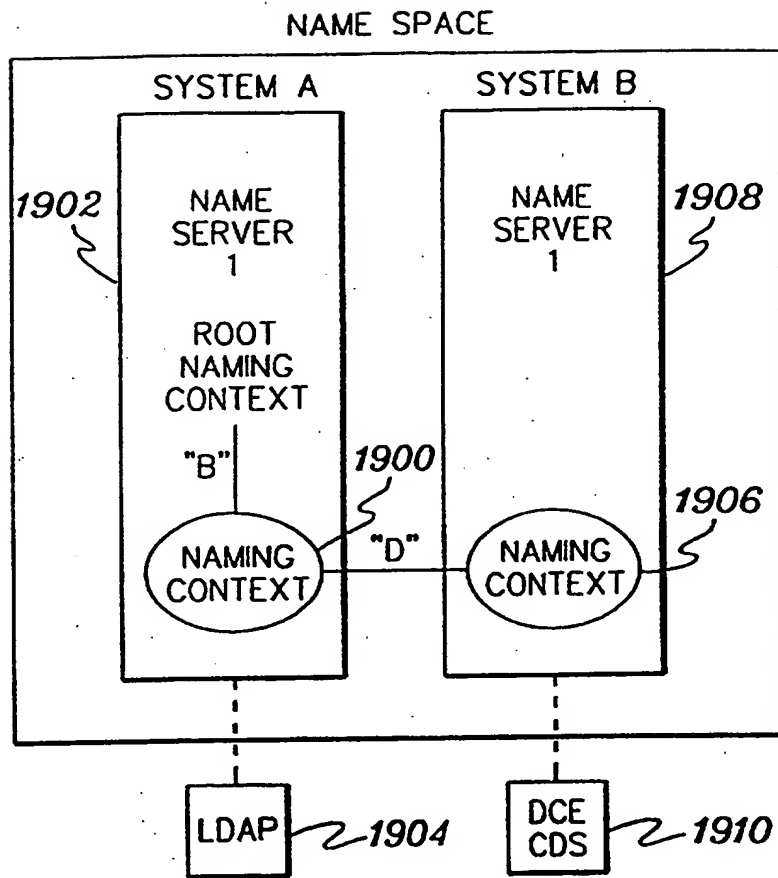 NAME SPACE
SYSTEM A
SYSTEM B
1902
NAME
SERVER
1
NAME
SERVER
1
1908
ROOT
NAMING
CONTEXT
"B"
1900
1906
NAMING
CONTEXT
"D"
NAMING
CONTEXT
LDAP
1904
DCE
CDS
1910